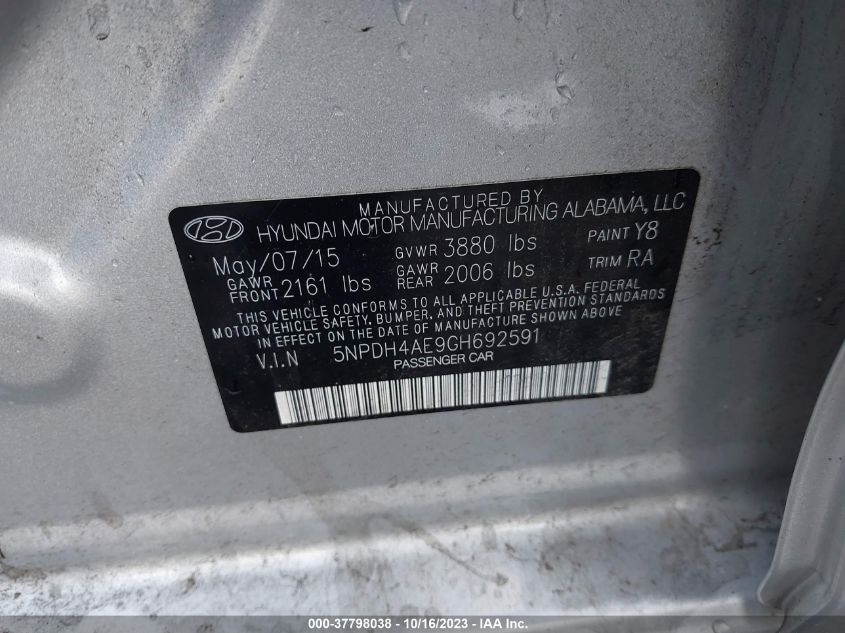 MANUFACTURED BY
HYUNDAI MOTOR MANUFACTURING ALABAMA, LLC
May/07/15 GVWR 3880 lbs PAINT Y8
GAWR FRONT 2161 lbs GAWR REAR 2006 lbs TRIM RA
THIS VEHICLE CONFORMS TO ALL APPLICABLE U.S.A. FEDERAL
MOTOR VEHICLE SAFETY, BUMPER, AND THEFT PREVENTION STANDARDS
IN EFFECT ON THE DATE OF MANUFACTURE SHOWN ABOVE
V.I.N 5NPDH4AE9GH692591
PASSENGER CAR
000-37798038 - 10/16/2023 - IAA Inc.